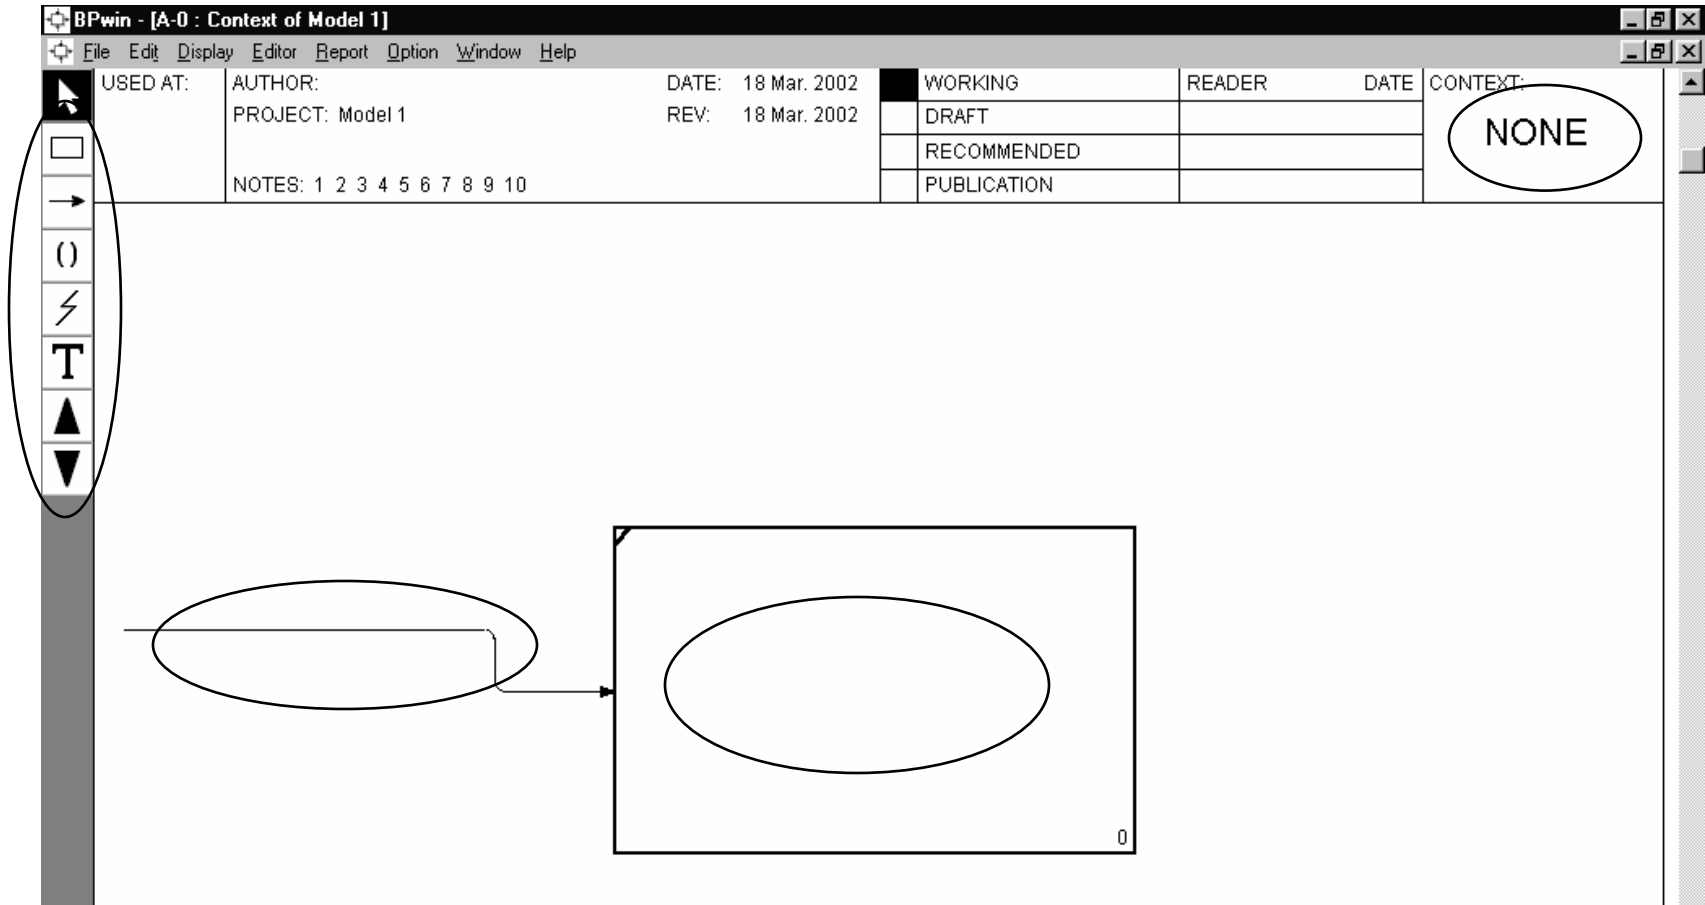 BPwin - [A-0 : Context of Model 1]
File Edit Display Editor Report Option Window Help
USED AT: AUTHOR: DATE: 18 Mar. 2002 WORKING READER DATE CONTEXT:
PROJECT: Model 1 REV: 18 Mar. 2002 DRAFT
NONE
RECOMMENDED
NOTES: 1 2 3 4 5 6 7 8 9 10 PUBLICATION
()
T
0